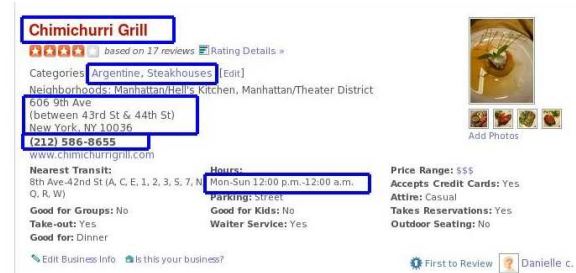 Chimichurri Grill
based on 17 reviews Rating Details »
Categories: Argentine, Steakhouses [Edit]
Neighborhoods: Manhattan/Hell's Kitchen, Manhattan/Theater District
606 9th Ave
(between 43rd St & 44th St)
New York, NY 10036
(212) 586-8655
www.chimichurrigrill.com
Add Photos
Nearest Transit:
8th Ave-42nd St (A, C, E, 1, 2, 3, S, 7, N,
Q, R, W)
Good for Groups: No
Take-out: Yes
Good for: Dinner
Hours:
Mon-Sun 12:00 p.m.-12:00 a.m.
Parking: Street
Good for Kids: No
Waiter Service: Yes
Price Range: $$$
Accepts Credit Cards: Yes
Attire: Casual
Takes Reservations: Yes
Outdoor Seating: No
Edit Business Info Is this your business?
First to Review Danielle c.